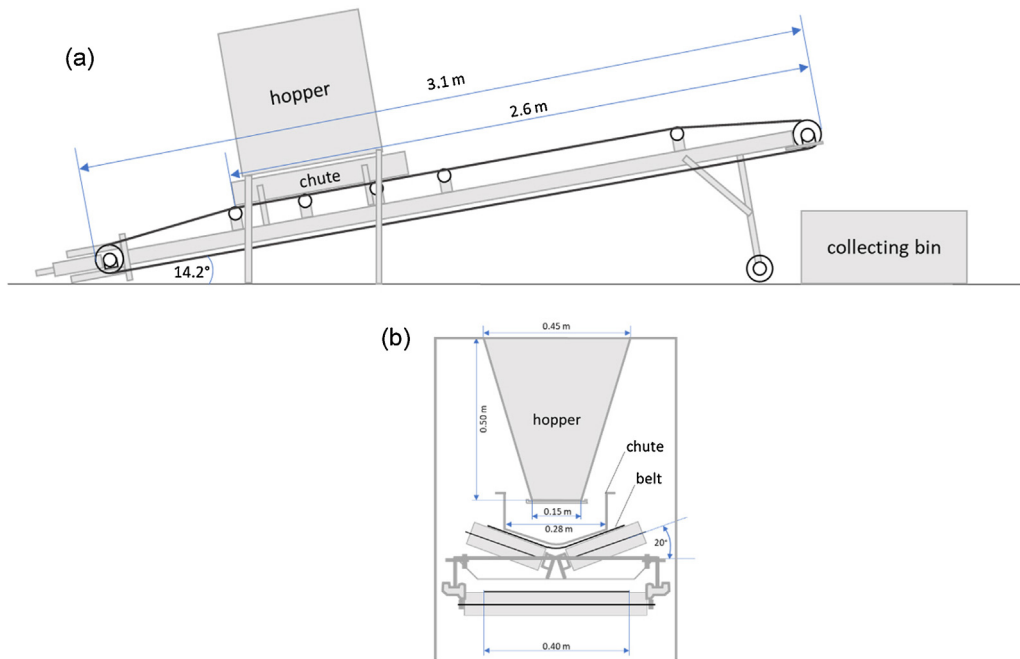 (a)
hopper
3.1 m
2.6 m
chute
14.2°
collecting bin
(b)
0.45 m
0.50 m
hopper
chute
belt
0.15 m
0.28 m
20°
0.40 m